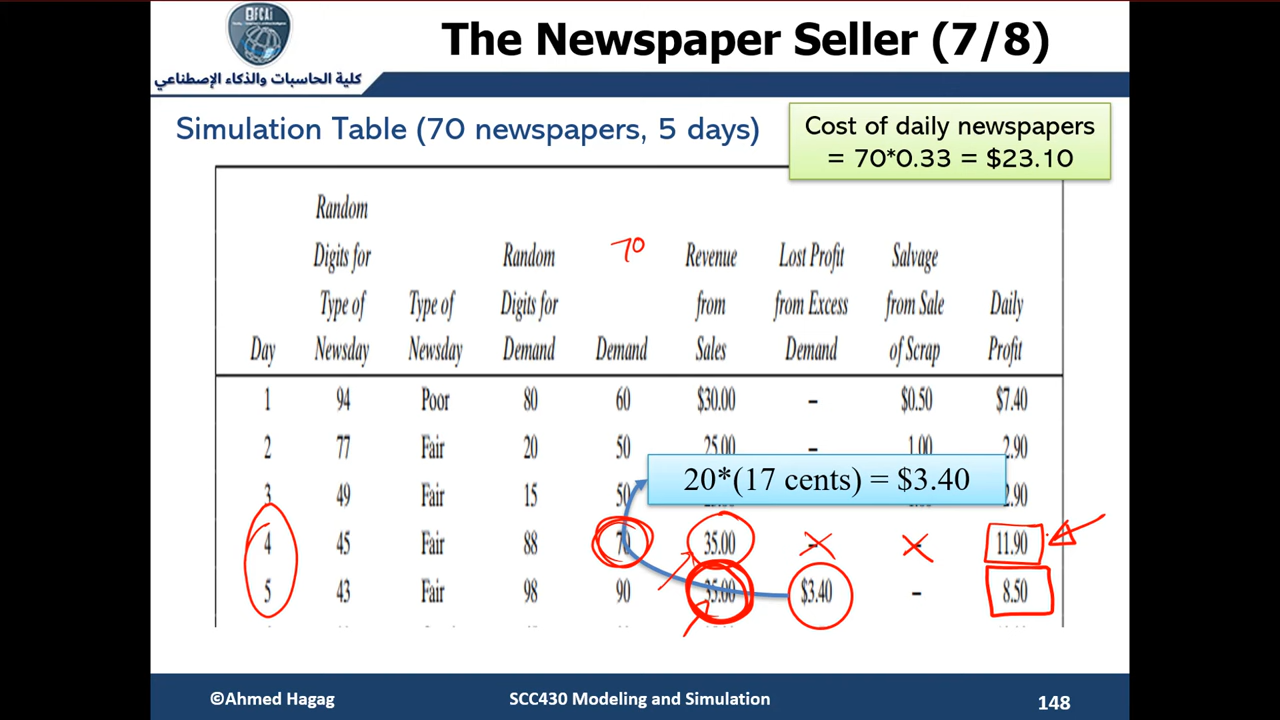 FCAi
The Newspaper Seller (7/8)
كلية الحاسبات والذكاء الإصطناعي
Simulation Table (70 newspapers, 5 days)
Cost of daily newspapers
= 70*0.33 = $23.10
Random
Digits for Random 70 Revenue Lost Profit Salvage
Type of Type of Digits for from from Excess from Sale Daily
Day Newsday Newsday Demand Demand Sales Demand of Scrap Profit
1 94 Poor 80 60 $30.00 – $0.50 $7.40
2 77 Fair 20 50 25.00 – 1.00 2.90
3 49 Fair 15 50 2.90
20*(17 cents) = $3.40
4 45 Fair 88 70 35.00 – – 11.90
5 43 Fair 98 90 35.00 $3.40 – 8.50
©Ahmed Hagag SCC430 Modeling and Simulation 148